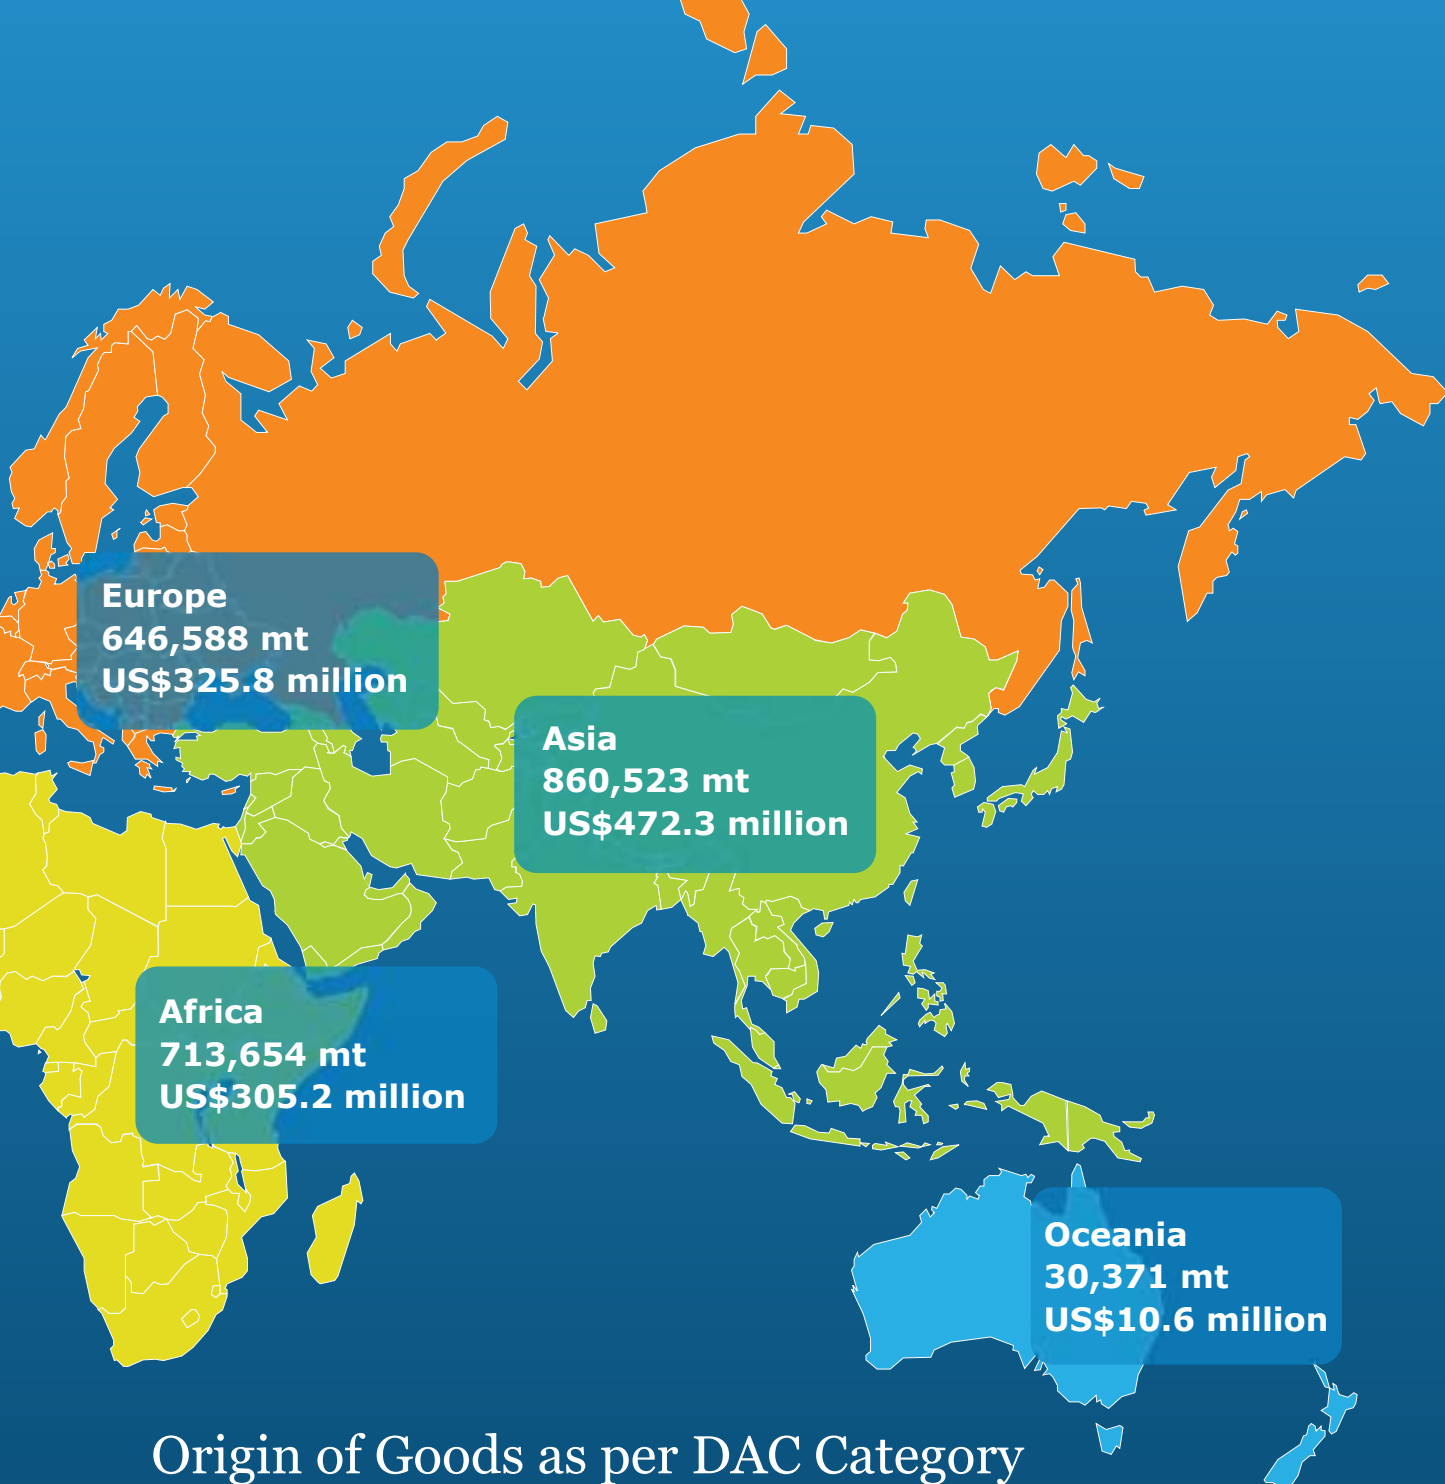 Europe
646,588 mt
US$325.8 million
Asia
860,523 mt
US$472.3 million
Africa
713,654 mt
US$305.2 million
Oceania
30,371 mt
US$10.6 million
Origin of Goods as per DAC Category